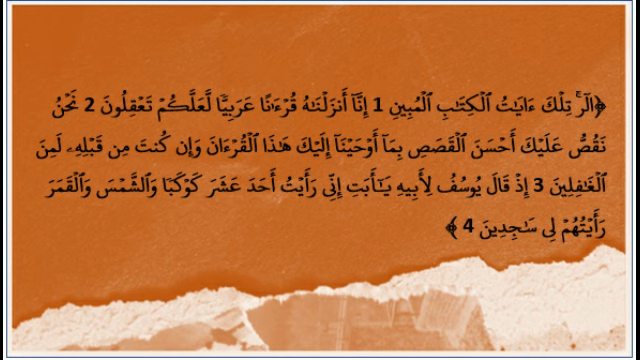 ﴿الٓرۚ تِلۡكَ ءَايَٰتُ ٱلۡكِتَٰبِ ٱلۡمُبِينِ 1 إِنَّآ أَنزَلۡنَٰهُ قُرۡءَٰنًا عَرَبِيّٗا لَّعَلَّكُمۡ تَعۡقِلُونَ 2 نَحۡنُ
نَقُصُّ عَلَيۡكَ أَحۡسَنَ ٱلۡقَصَصِ بِمَآ أَوۡحَيۡنَآ إِلَيۡكَ هَٰذَا ٱلۡقُرۡءَانَ وَإِن كُنتَ مِن قَبۡلِهِۦ لَمِنَ
ٱلۡغَٰفِلِينَ 3 إِذۡ قَالَ يُوسُفُ لِأَبِيهِ يَٰٓأَبَتِ إِنِّي رَأَيۡتُ أَحَدَ عَشَرَ كَوۡكَبٗا وَٱلشَّمۡسَ وَٱلۡقَمَرَ
رَأَيۡتُهُمۡ لِي سَٰجِدِينَ 4 ﴾